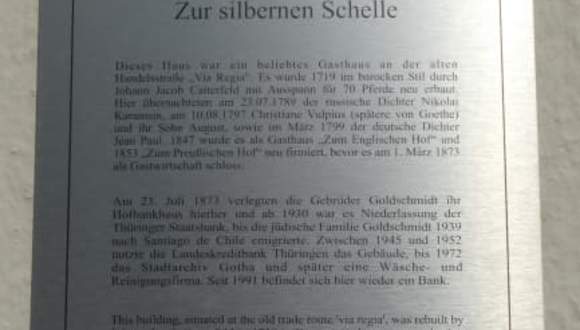 Zur silbernen Schelle
Dieses Haus war ein beliebtes Gasthaus an der alten
Handelsstraße „Via Regia“. Es wurde 1719 im barocken Stil durch
Johann Jacob Catterfeld mit Ausspann für 70 Pferde neu erbaut.
Hier übernachteten am 23.07.1789 der russische Dichter Nikolai
Karamsin, am 10.08.1797 Christiane Vulpius (spätere von Goethe)
und ihr Sohn August, sowie im März 1799 der deutsche Dichter
Jean Paul. 1847 wurde es als Gasthaus „Zum Englischen Hof“ und
1853 „Zum Preußischen Hof“ neu firmiert, bevor es am 1. März 1873
als Gastwirtschaft schloss.
Am 23. Juli 1873 verlegten die Gebrüder Goldschmidt ihr
Hofbankhaus hierher und ab 1930 war es Niederlassung der
Thüringer Staatsbank, bis die jüdische Familie Goldschmidt 1939
nach Santiago de Chile emigrierte. Zwischen 1945 und 1952
nutzte die Landeskreditbank Thüringen das Gebäude, bis 1972
das Stadtarchiv Gotha und später eine Wäsche- und
Reinigungsfirma. Seit 1991 befindet sich hier wieder ein Bank.
This building, situated at the old trade route 'via regia', was rebuilt by